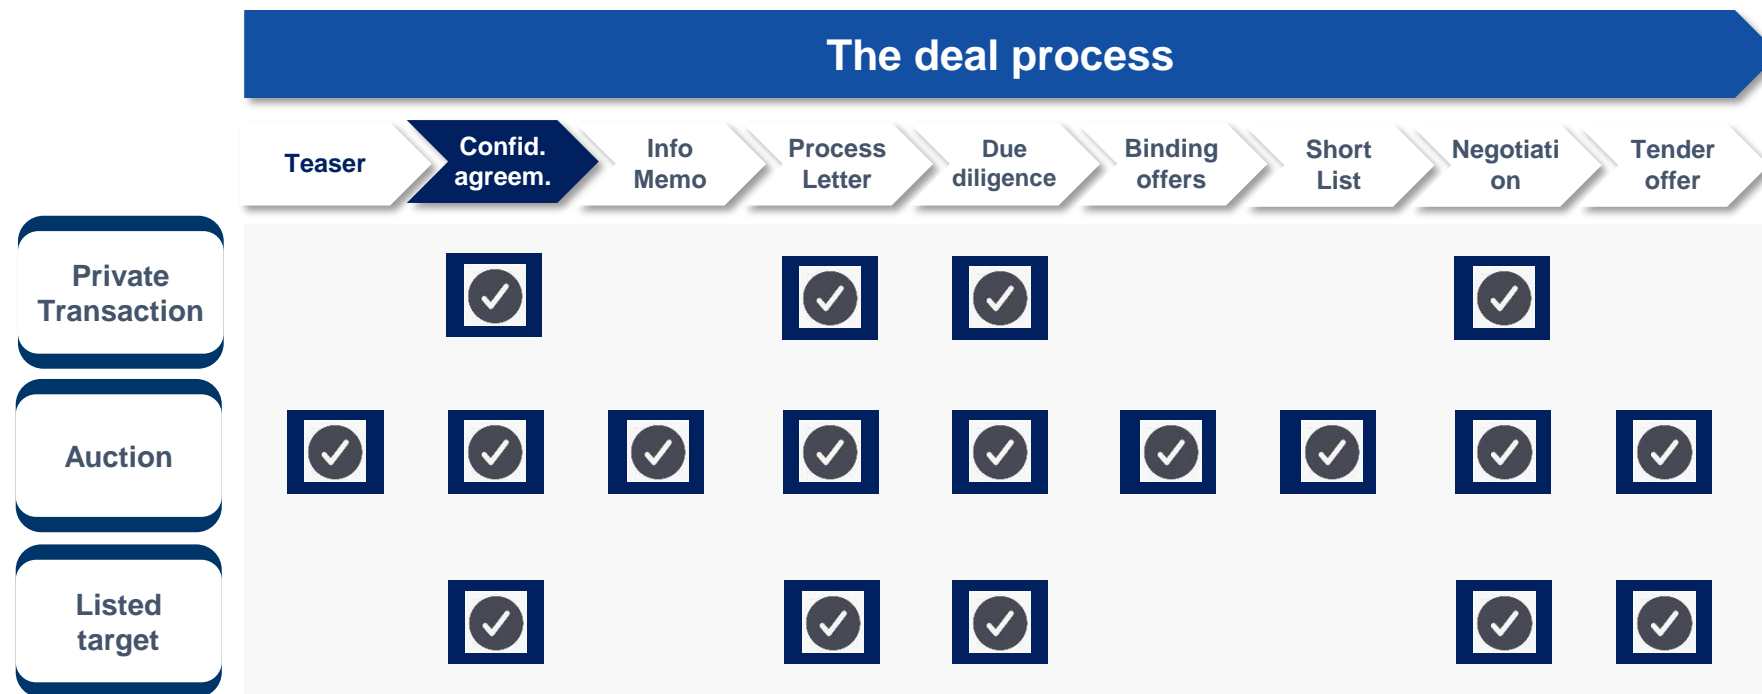 The deal process
Teaser
Confid.
agreem.
Info
Memo
Process
Letter
Due
diligence
Binding
offers
Short
List
Negotiati
on
Tender
offer
Private
Transaction
Auction
Listed
target